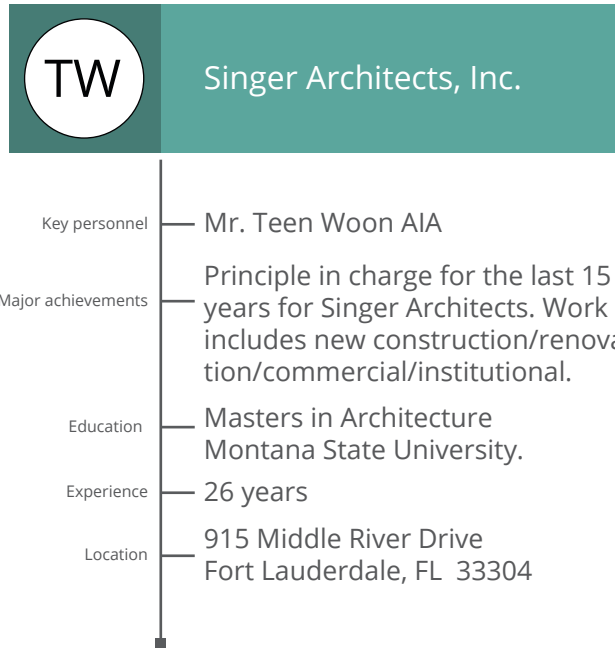 TW
Singer Architects, Inc.
Key personnel
Mr. Teen Woon AIA
Major achievements
Principle in charge for the last 15
years for Singer Architects. Work
includes new construction/renova
tion/commercial/institutional.
Education
Masters in Architecture
Montana State University.
Experience
26 years
Location
915 Middle River Drive
Fort Lauderdale, FL 33304